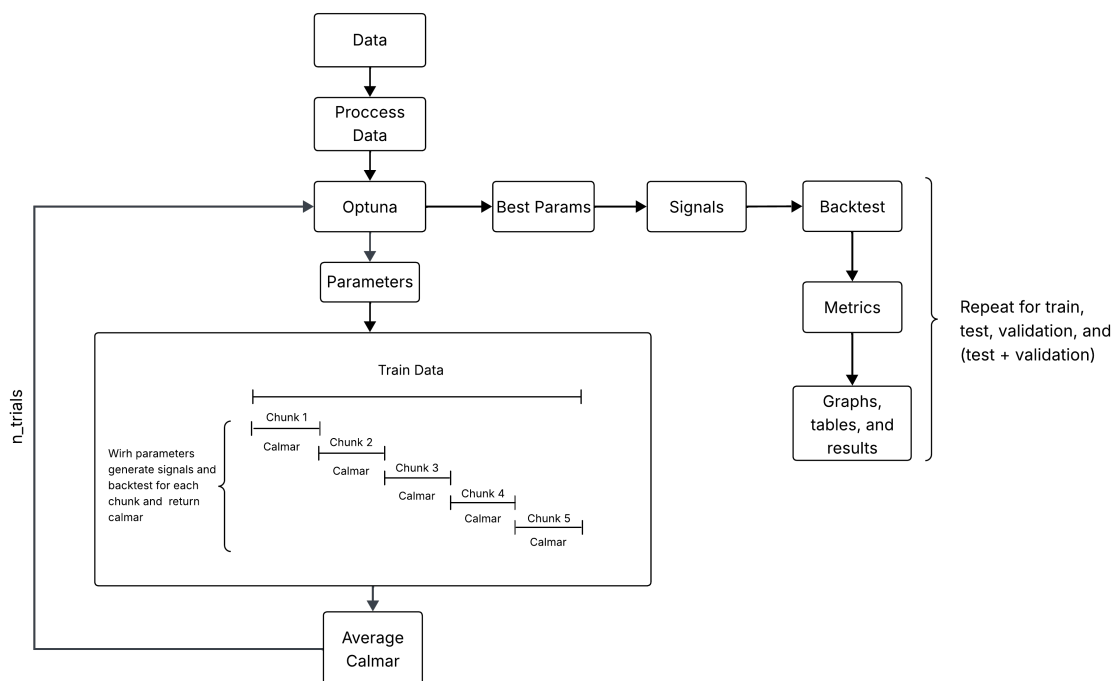 Data
Proccess
Data
Optuna
Best Params
Signals
Backtest
Parameters
Metrics
Repeat for train,
test, validation, and
(test + validation)
Graphs,
tables, and
results
Train Data
n_trials
Chunk 1
Calmar
Chunk 2
Calmar
Chunk 3
Calmar
Chunk 4
Calmar
Chunk 5
Calmar
Wirh parameters
generate signals and
backtest for each
chunk and  return
calmar
Average
Calmar